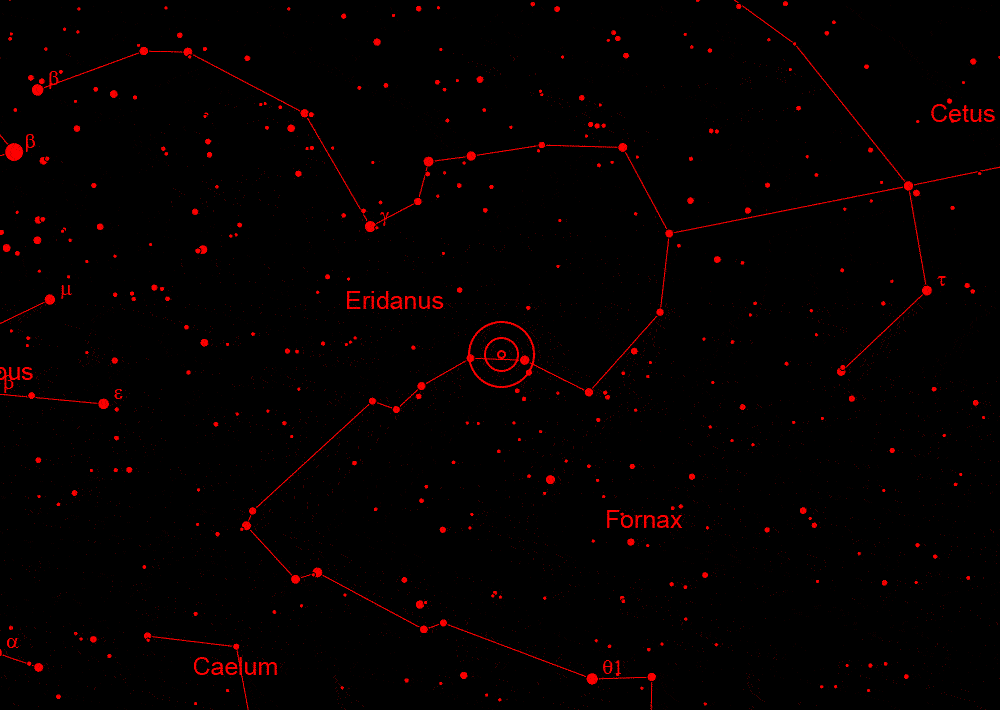 β
Cetus
β
γ
τ
μ
Eridanus
pus
β
ε
Fornax
α
Caelum
θ1